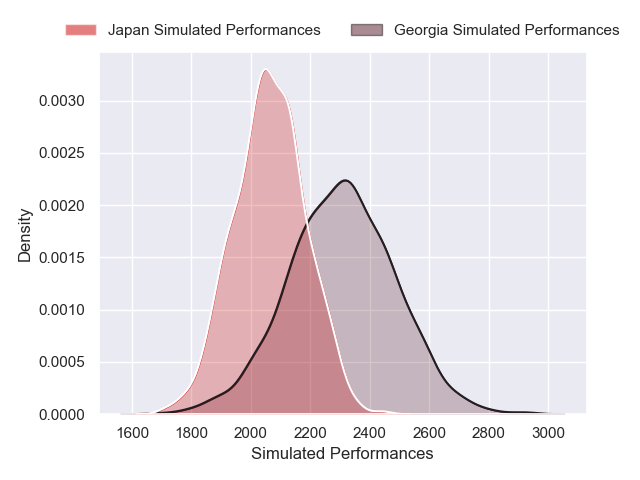 Japan Simulated Performances Georgia Simulated Performances
0.0030
0.0025
0.0020
0.0015
0.0010
0.0005
0.0000
Density
1600 1800 2000 2200 2400 2600 2800 3000
Simulated Performances